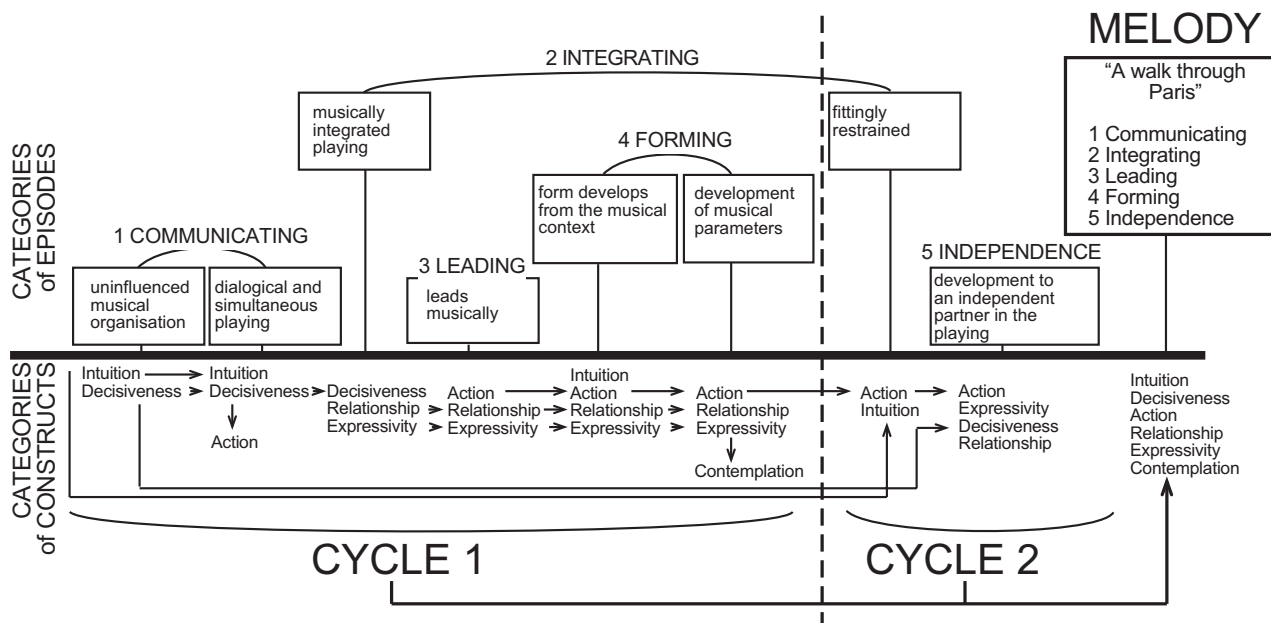 MELODY
“A walk through
Paris”
1 Communicating
2 Integrating
3 Leading
4 Forming
5 Independence
CATEGORIES
of EPISODES
2 INTEGRATING
musically
integrated
playing
fittingly
restrained
4 FORMING
form develops
from the musical
context
development
of musical
parameters
1 COMMUNICATING
uninfluenced
musical
organisation
dialogical and
simultaneous
playing
3 LEADING
leads
musically
5 INDEPENDENCE
development to
an independent
partner in the
playing
CATEGORIES
of CONSTRUCTS
Intuition
Decisiveness
Intuition
Decisiveness
Action
Decisiveness
Relationship
Expressivity
Action
Relationship
Expressivity
Intuition
Action
Relationship
Expressivity
Action
Relationship
Expressivity
Contemplation
Action
Intuition
Action
Expressivity
Decisiveness
Relationship
Intuition
Decisiveness
Action
Relationship
Expressivity
Contemplation
CYCLE 1
CYCLE 2